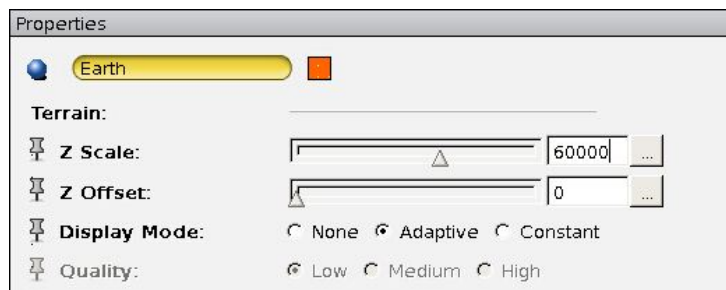 Properties
Earth
Terrain:
Z Scale: 60000 ...
Z Offset: 0 ...
Display Mode: None Adaptive Constant
Quality: Low Medium High